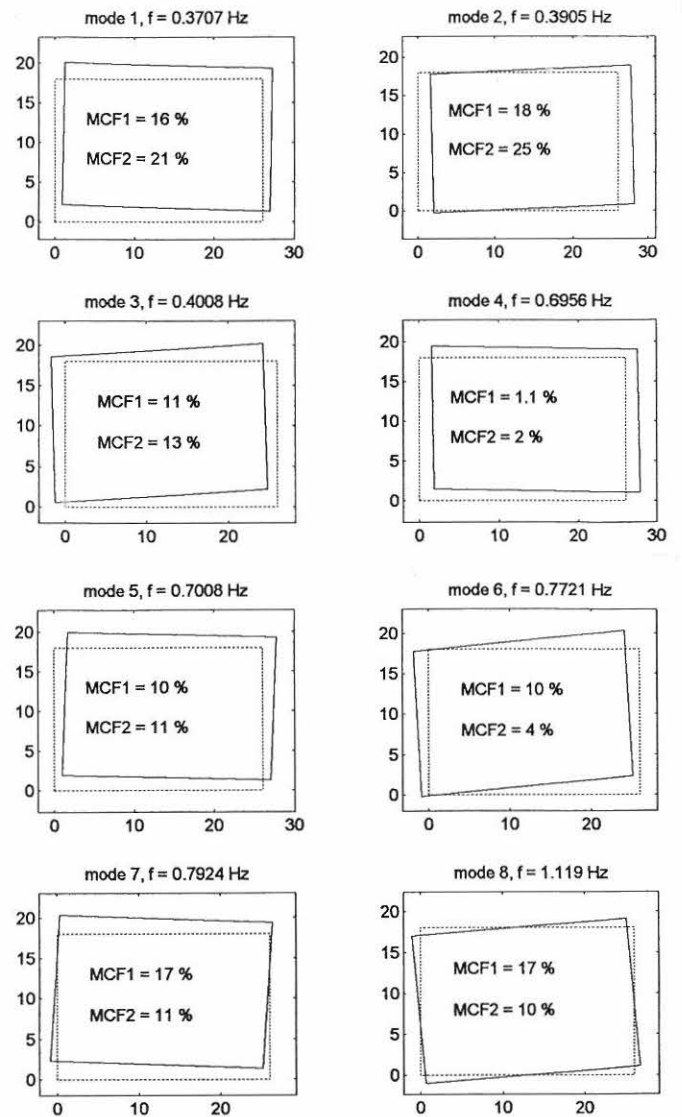 mode 1, f = 0.3707 Hz
20
15
10
5
0
MCF1 = 16 %
MCF2 = 21 %
0 10 20 30
mode 2, f = 0.3905 Hz
20
15
10
5
0
MCF1 = 18 %
MCF2 = 25 %
0 10 20 30
mode 3, f = 0.4008 Hz
20
15
10
5
0
MCF1 = 11 %
MCF2 = 13 %
0 10 20
mode 4, f = 0.6956 Hz
20
15
10
5
0
MCF1 = 1.1 %
MCF2 = 2 %
0 10 20 30
mode 5, f = 0.7008 Hz
20
15
10
5
0
MCF1 = 10 %
MCF2 = 11 %
0 10 20 30
mode 6, f = 0.7721 Hz
20
15
10
5
0
MCF1 = 10 %
MCF2 = 4 %
0 10 20
mode 7, f = 0.7924 Hz
20
15
10
5
0
MCF1 = 17 %
MCF2 = 11 %
0 10 20
mode 8, f = 1.119 Hz
20
15
10
5
0
MCF1 = 17 %
MCF2 = 10 %
0 10 20